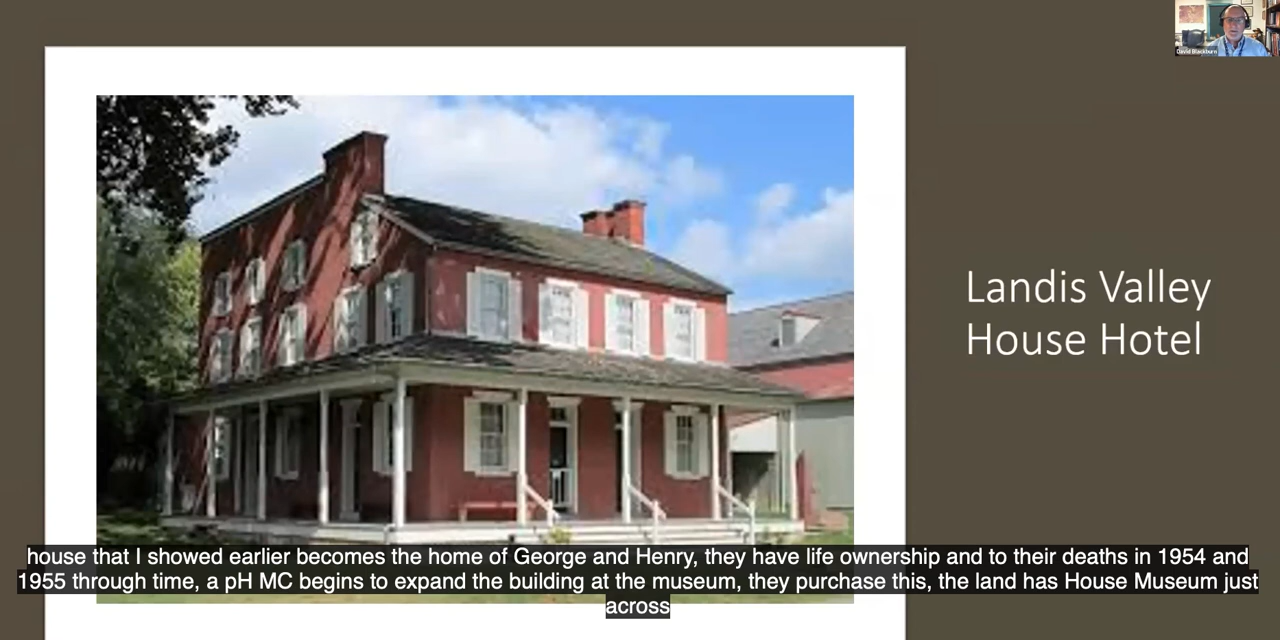 David Blackburn
Landis Valley
House Hotel
house that I showed earlier becomes the home of George and Henry, they have life ownership and to their deaths in 1954 and
1955 through time, a pH MC begins to expand the building at the museum, they purchase this, the land has House Museum just
across